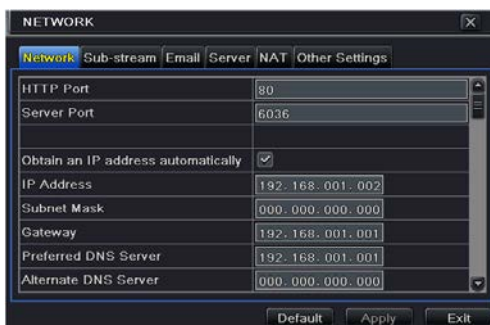 NETWORK
Network Sub-stream Email Server NAT Other Settings
HTTP Port 80
Server Port 6036
Obtain an IP address automatically
IP Address 192.168.001.002
Subnet Mask 000.000.000.000
Gateway 192.168.001.001
Preferred DNS Server 192.168.001.001
Alternate DNS Server 000.000.000.000
Default Apply Exit